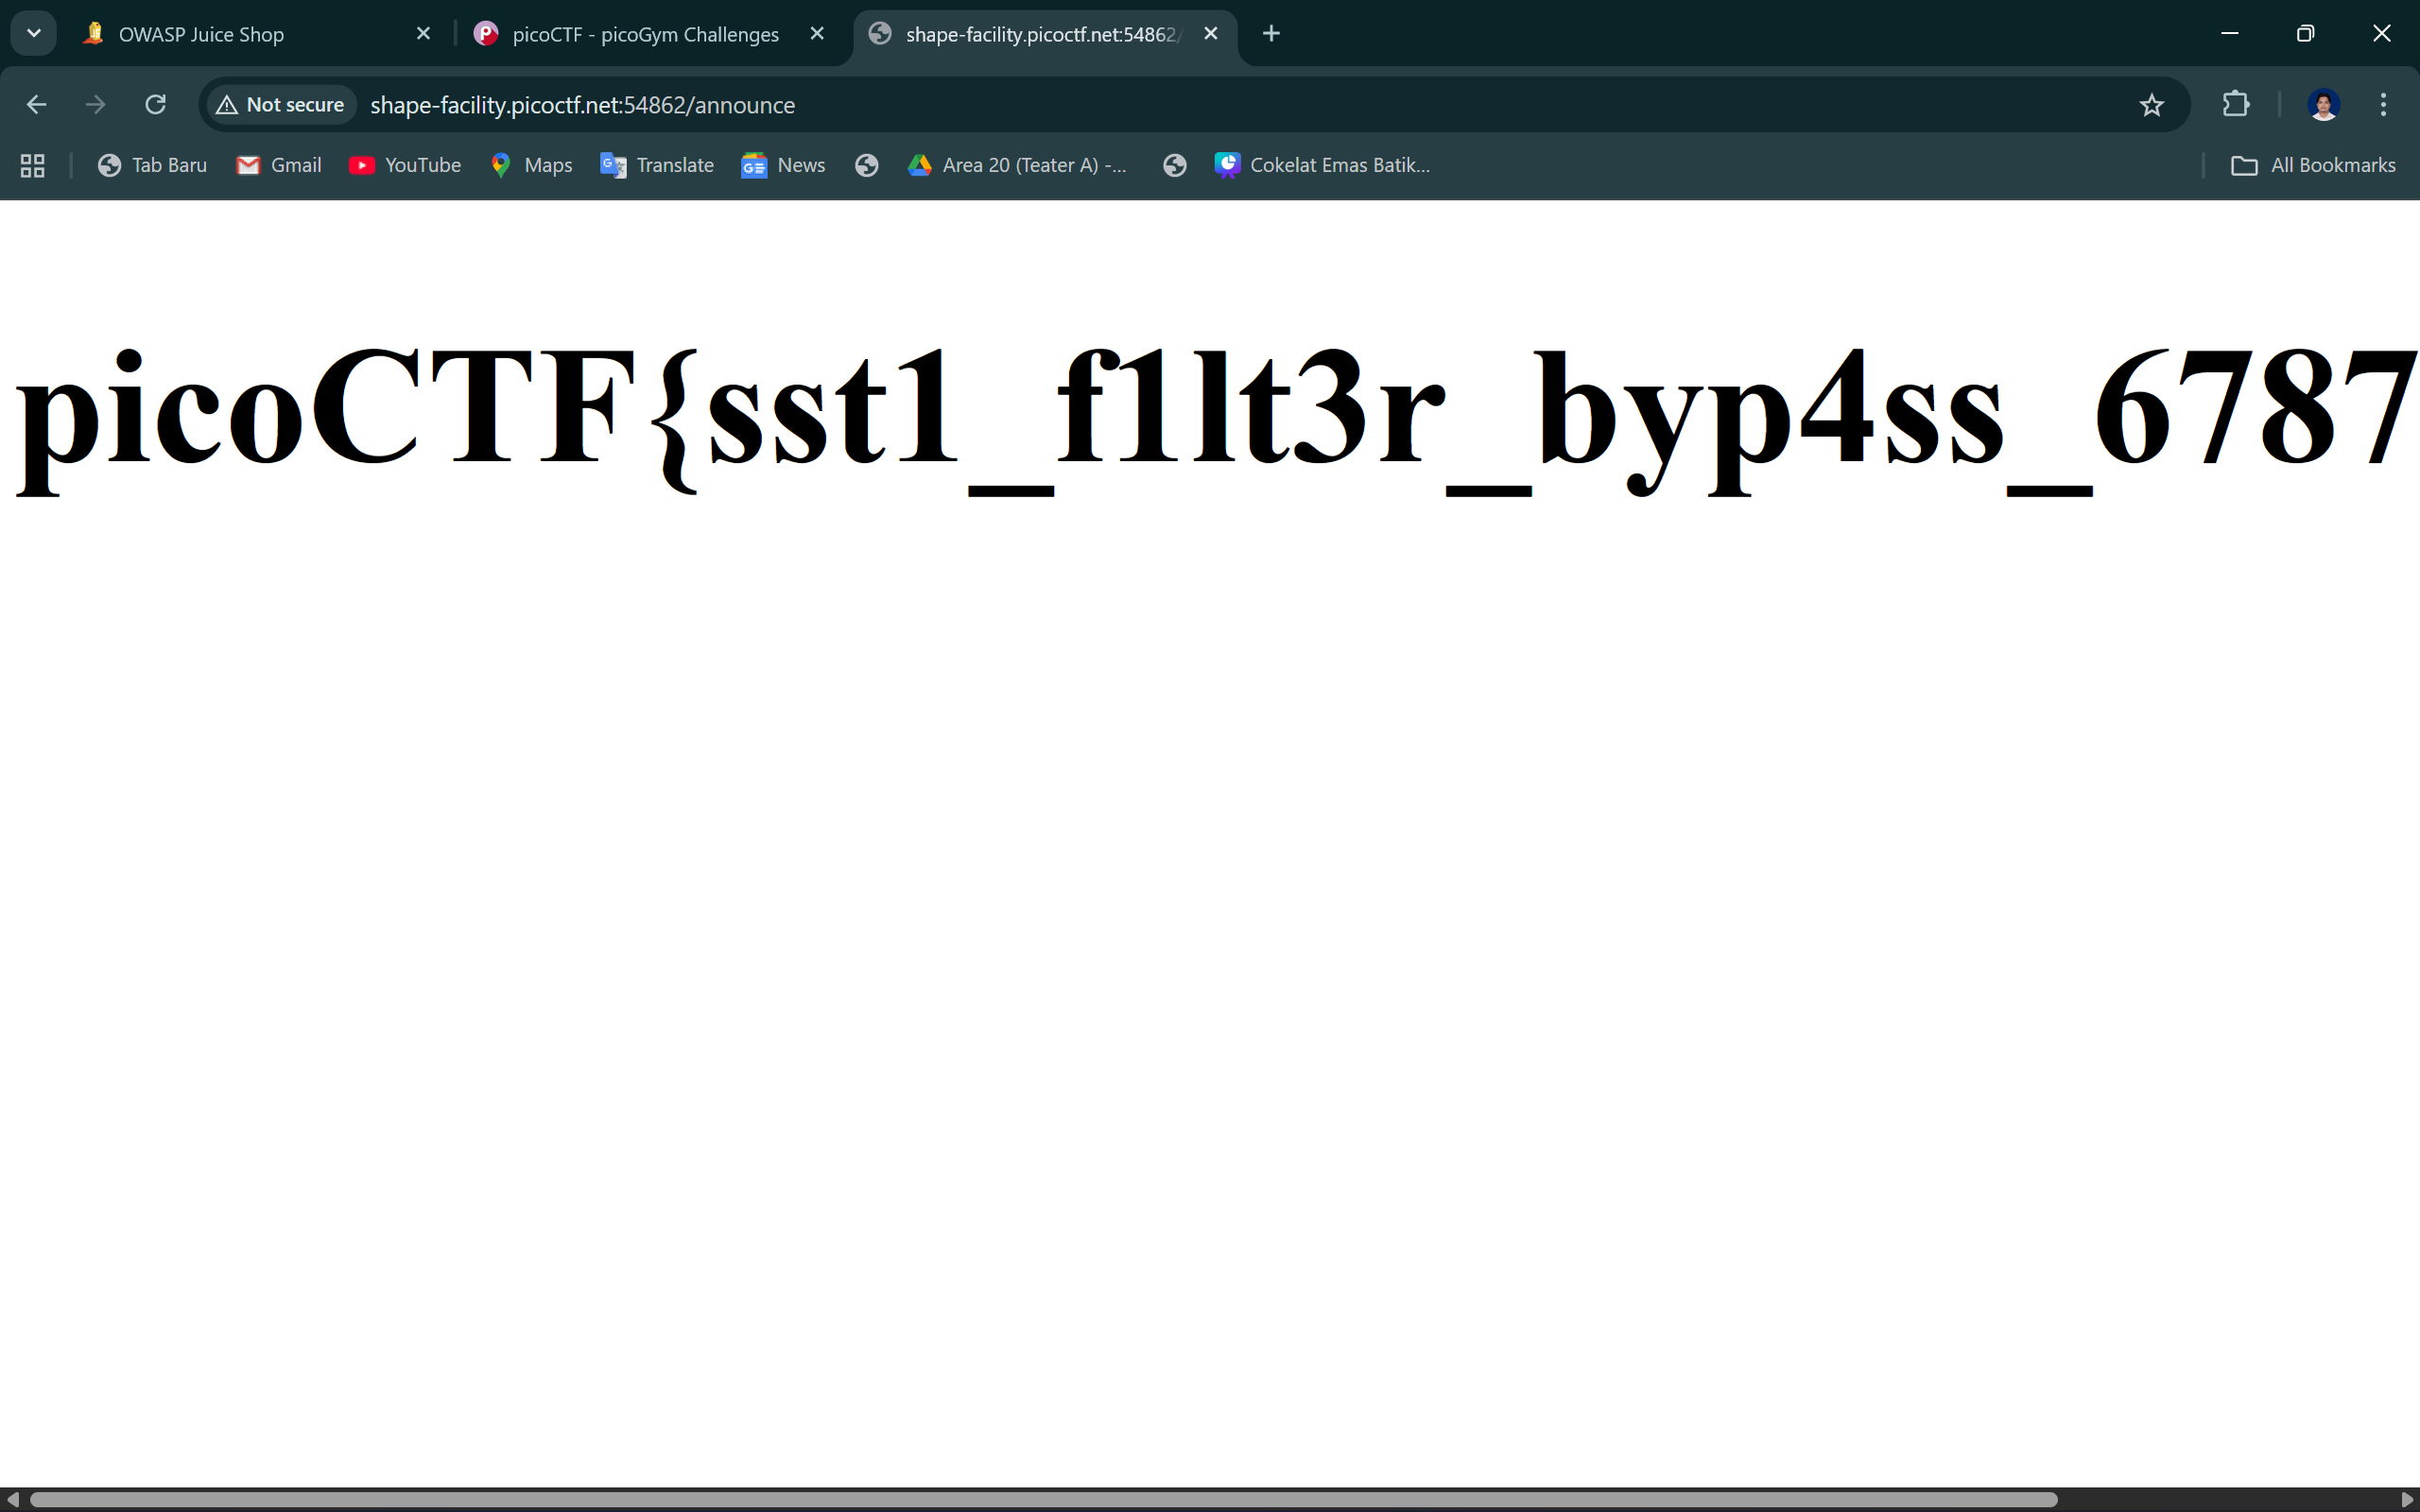 OWASP Juice Shop
picoCTF - picoGym Challenges
shape-facility.picoctf.net:54862/
Not secure
shape-facility.picoctf.net:54862/announce
Tab Baru
Gmail
YouTube
Maps
Translate
News
Area 20 (Teater A) -...
Cokelat Emas Batik...
All Bookmarks
picoCTF{sst1_f1lt3r_byp4ss_6787